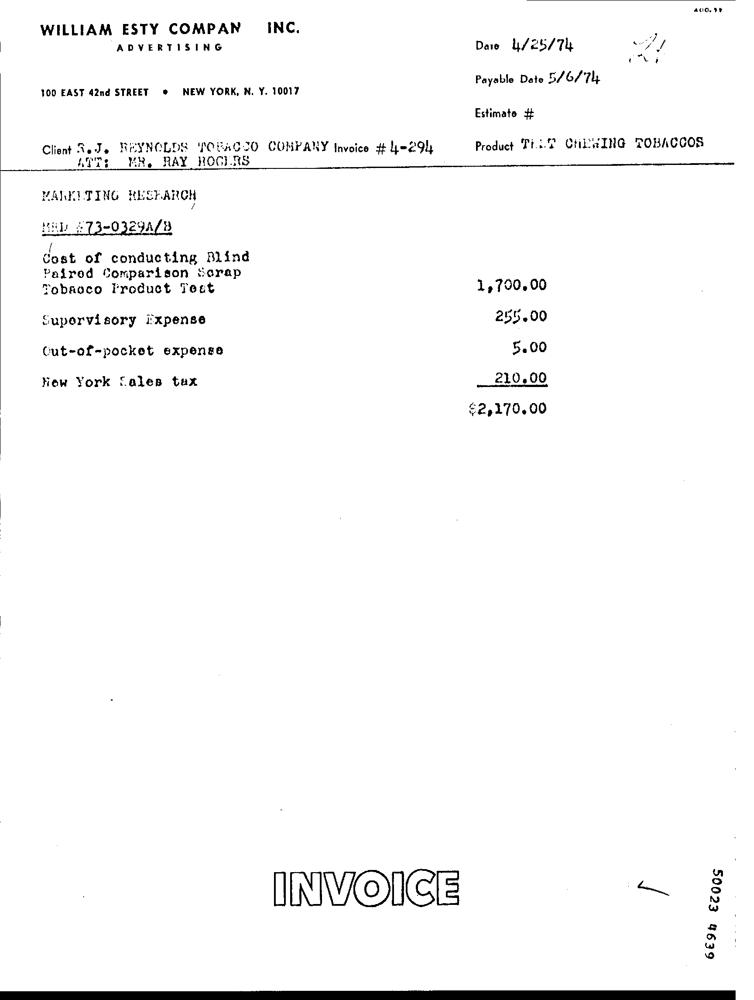 WILLIAM ESTY COMPAN INC.
ADVERTISING
100 EAST 42nd STREET • NEW YORK, N. Y. 10017
Date 4/25/74
Payable Date 5/6/74
Estimate #
Client R.J. REYNOLDS TOBACCO COMPANY Invoice # 4-294
ATT: MR. RAY ROGERS
Product TEST CHEWING TOBACCOS
MARKETING RESEARCH
MRD #73-0329A/B
Cost of conducting Blind
Paired Comparison Scrap
Tobacco Product Test 1,700.00
Supervisory Expense 255.00
Out-of-pocket expense 5.00
New York Sales tax 210.00
$2,170.00
INVOICE
50023 4639